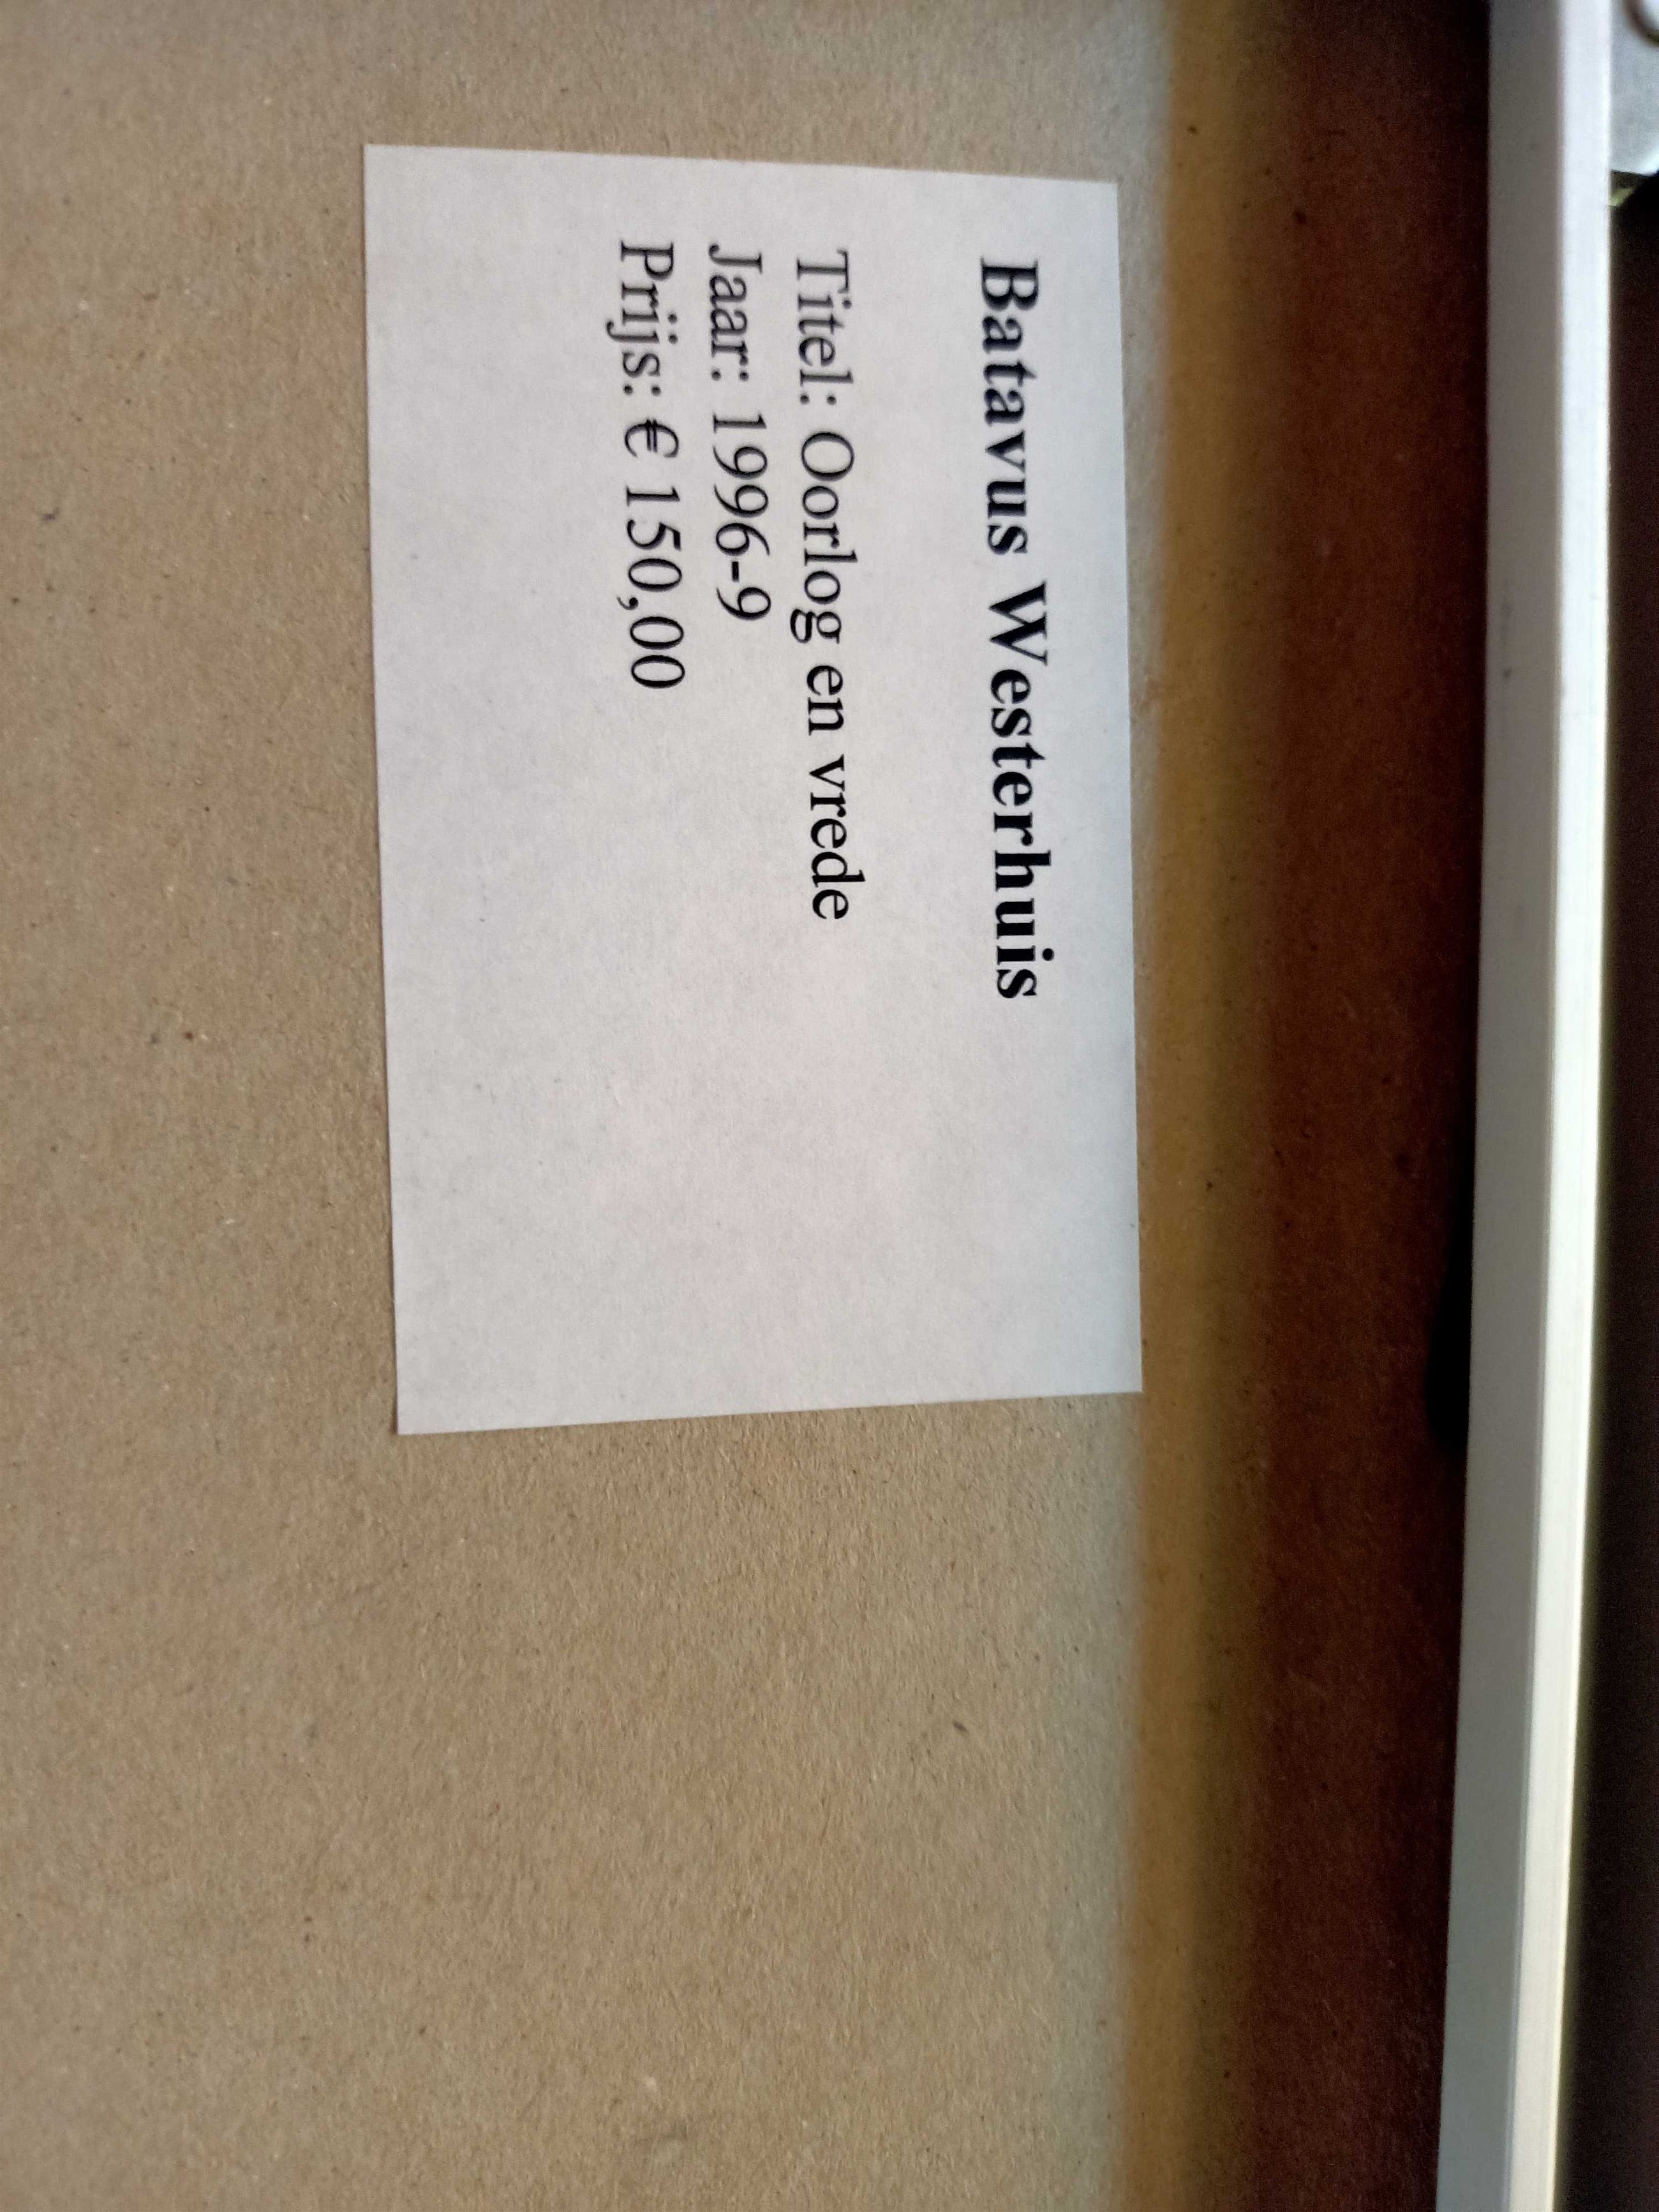 Batavus Westerhuis
Titel: Oorlog en vrede
Jaar: 1996-9
Prijs: € 150,00